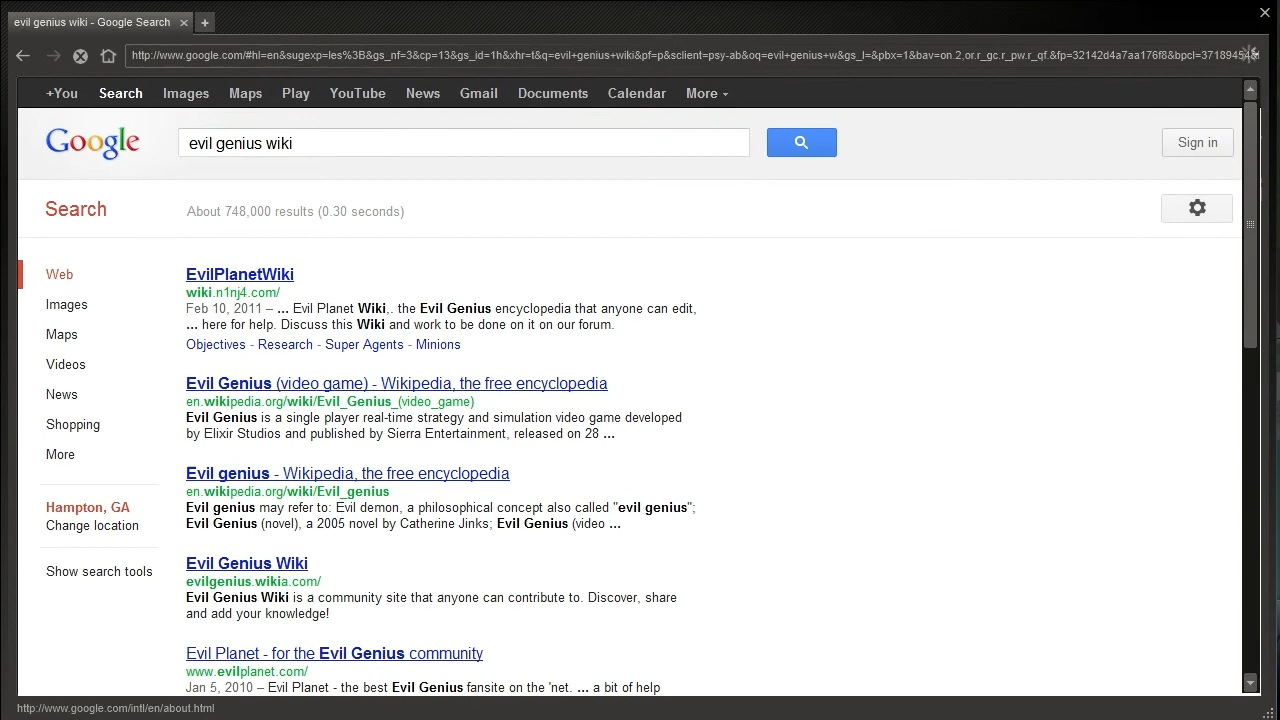 evil genius wiki - Google Search
http://www.google.com/#hl=en&sugexp=les%3B&gs_nf=3&cp=13&gs_id=1h&xhr=t&q=evil+genius+wiki&pf=p&sclient=psy-ab&oq=evil+genius+w&gs_l=&pbx=1&bav=on.2,or.r_gc.r_pw.r_qf.&fp=32142d4a7aa176f8&bpcl=
+You Search Images Maps Play YouTube News Gmail Documents Calendar More
Google evil genius wiki Sign in
Search About 748,000 results (0.30 seconds)
Web
Images
Maps
Videos
News
Shopping
More
Hampton, GA
Change location
Show search tools
EvilPlanetWiki
wiki.n1nj4.com/
Feb 10, 2011 – ... Evil Planet Wiki,. the Evil Genius encyclopedia that anyone can edit,
... here for help. Discuss this Wiki and work to be done on it on our forum.
Objectives - Research - Super Agents - Minions
Evil Genius (video game) - Wikipedia, the free encyclopedia
en.wikipedia.org/wiki/Evil_Genius_(video_game)
Evil Genius is a single player real-time strategy and simulation video game developed
by Elixir Studios and published by Sierra Entertainment, released on 28 ...
Evil genius - Wikipedia, the free encyclopedia
en.wikipedia.org/wiki/Evil_genius
Evil genius may refer to: Evil demon, a philosophical concept also called "evil genius";
Evil Genius (novel), a 2005 novel by Catherine Jinks; Evil Genius (video ...
Evil Genius Wiki
evilgenius.wikia.com/
Evil Genius Wiki is a community site that anyone can contribute to. Discover, share
and add your knowledge!
Evil Planet - for the Evil Genius community
www.evilplanet.com/
Jan 5, 2010 – Evil Planet - the best Evil Genius fansite on the 'net. ... a bit of help
http://www.google.com/intl/en/about.html